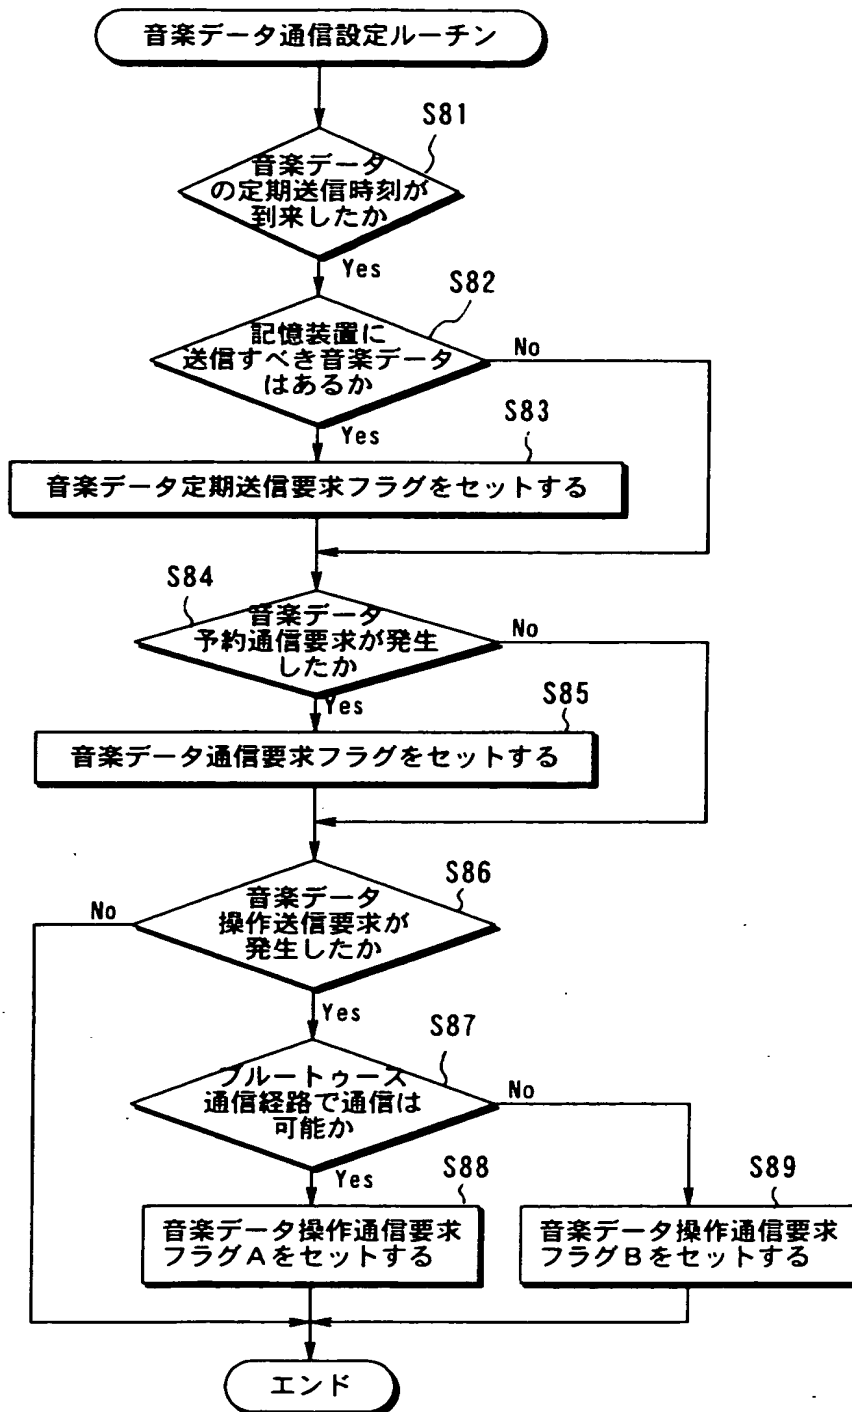 音楽データ通信設定ルーチン
S81
音楽データ
の定期送信時刻が
到来したか
Yes
S82
記憶装置に
送信すべき音楽データ
はあるか
No
Yes
S83
音楽データ定期送信要求フラグをセットする
S84
音楽データ
予約通信要求が発生
したか
No
Yes
S85
音楽データ通信要求フラグをセットする
S86
音楽データ
操作送信要求が
発生したか
No
Yes
S87
ブルートゥース
通信経路で通信は
可能か
No
Yes
S88
音楽データ操作通信要求
フラグAをセットする
S89
音楽データ操作通信要求
フラグBをセットする
エンド